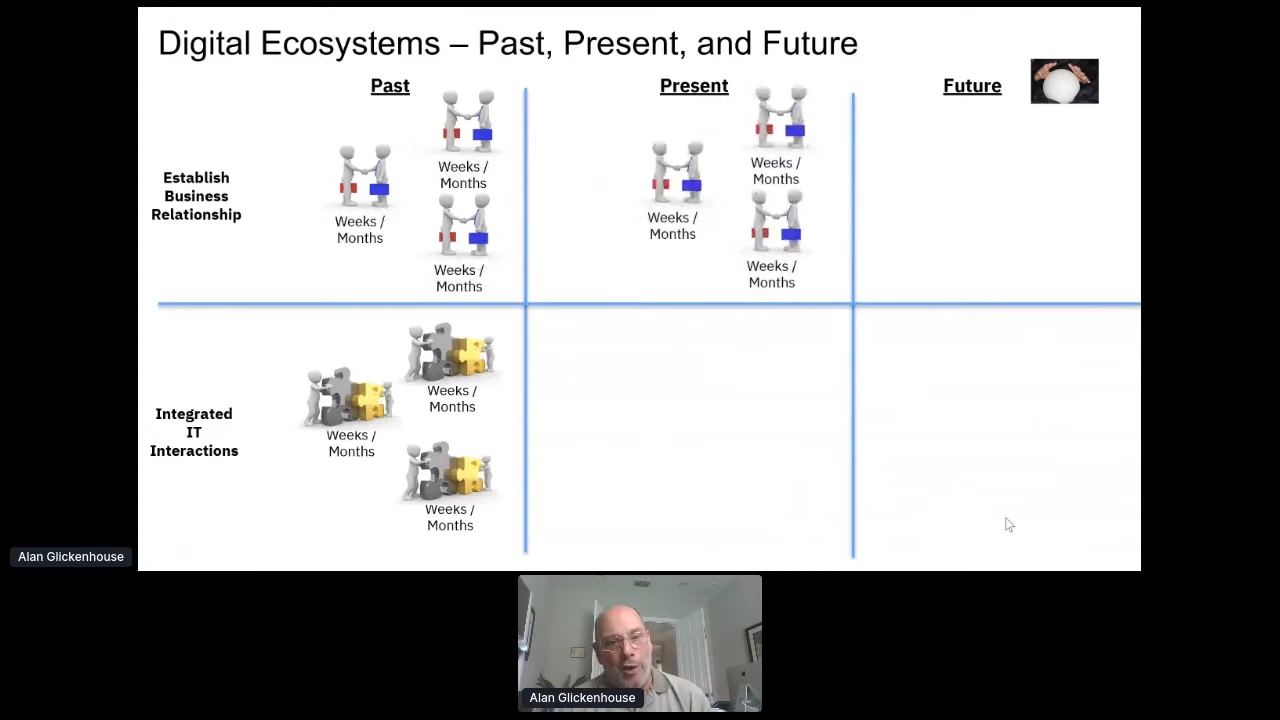 Digital Ecosystems – Past, Present, and Future
Past
Present
Future
Establish
Business
Relationship
Weeks /
Months
Weeks /
Months
Weeks /
Months
Weeks /
Months
Weeks /
Months
Weeks /
Months
Integrated
IT
Interactions
Weeks /
Months
Weeks /
Months
Weeks /
Months
Alan Glickenhouse
Alan Glickenhouse